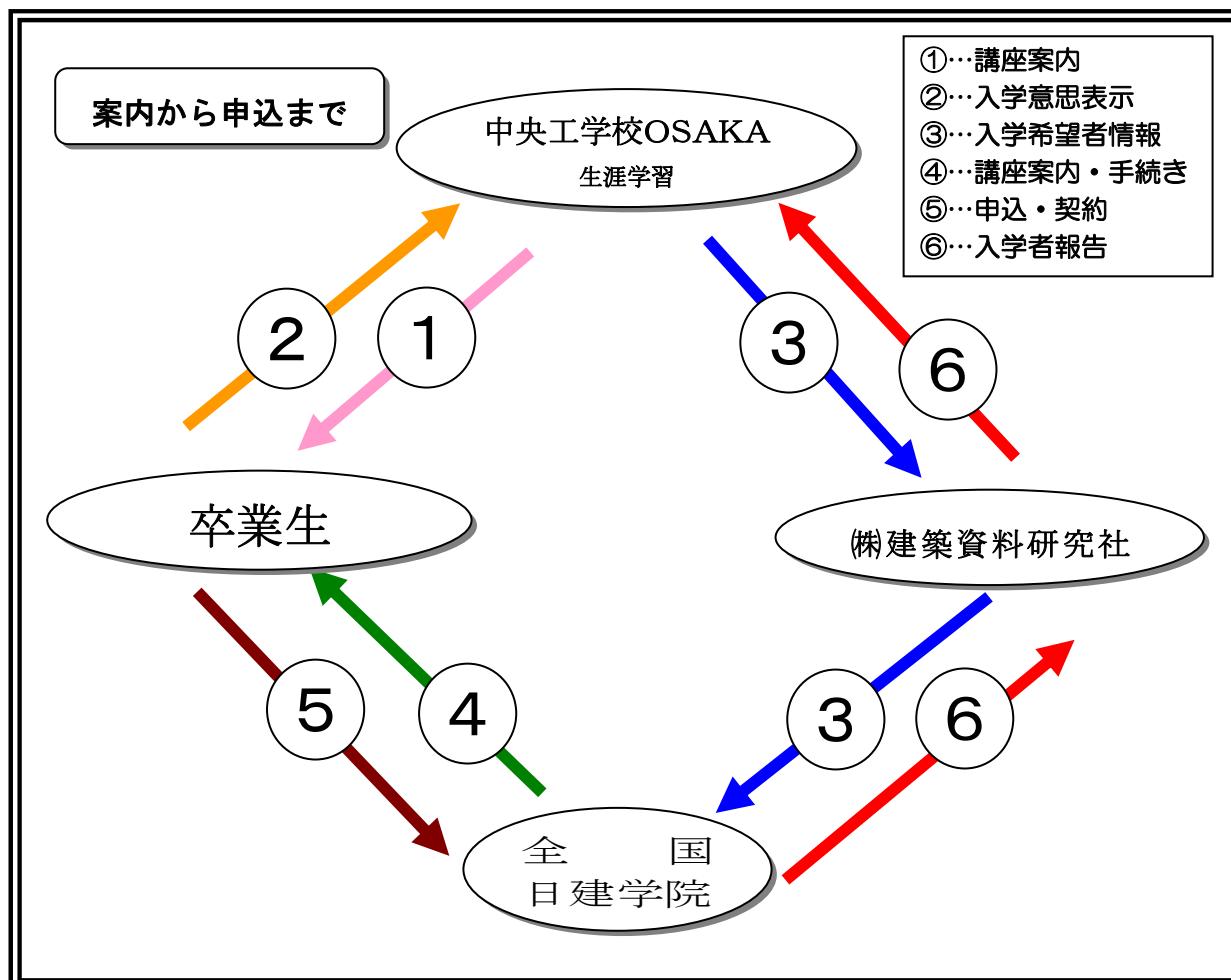 案内から申込まで
①…講座案内
②…入学意思表示
③…入学希望者情報
④…講座案内・手続き
⑤…申込・契約
⑥…入学者報告
中央工学校OSAKA
生涯学習
2
1
3
6
卒業生
㈱建築資料研究社
5
4
3
6
全 国
日建学院